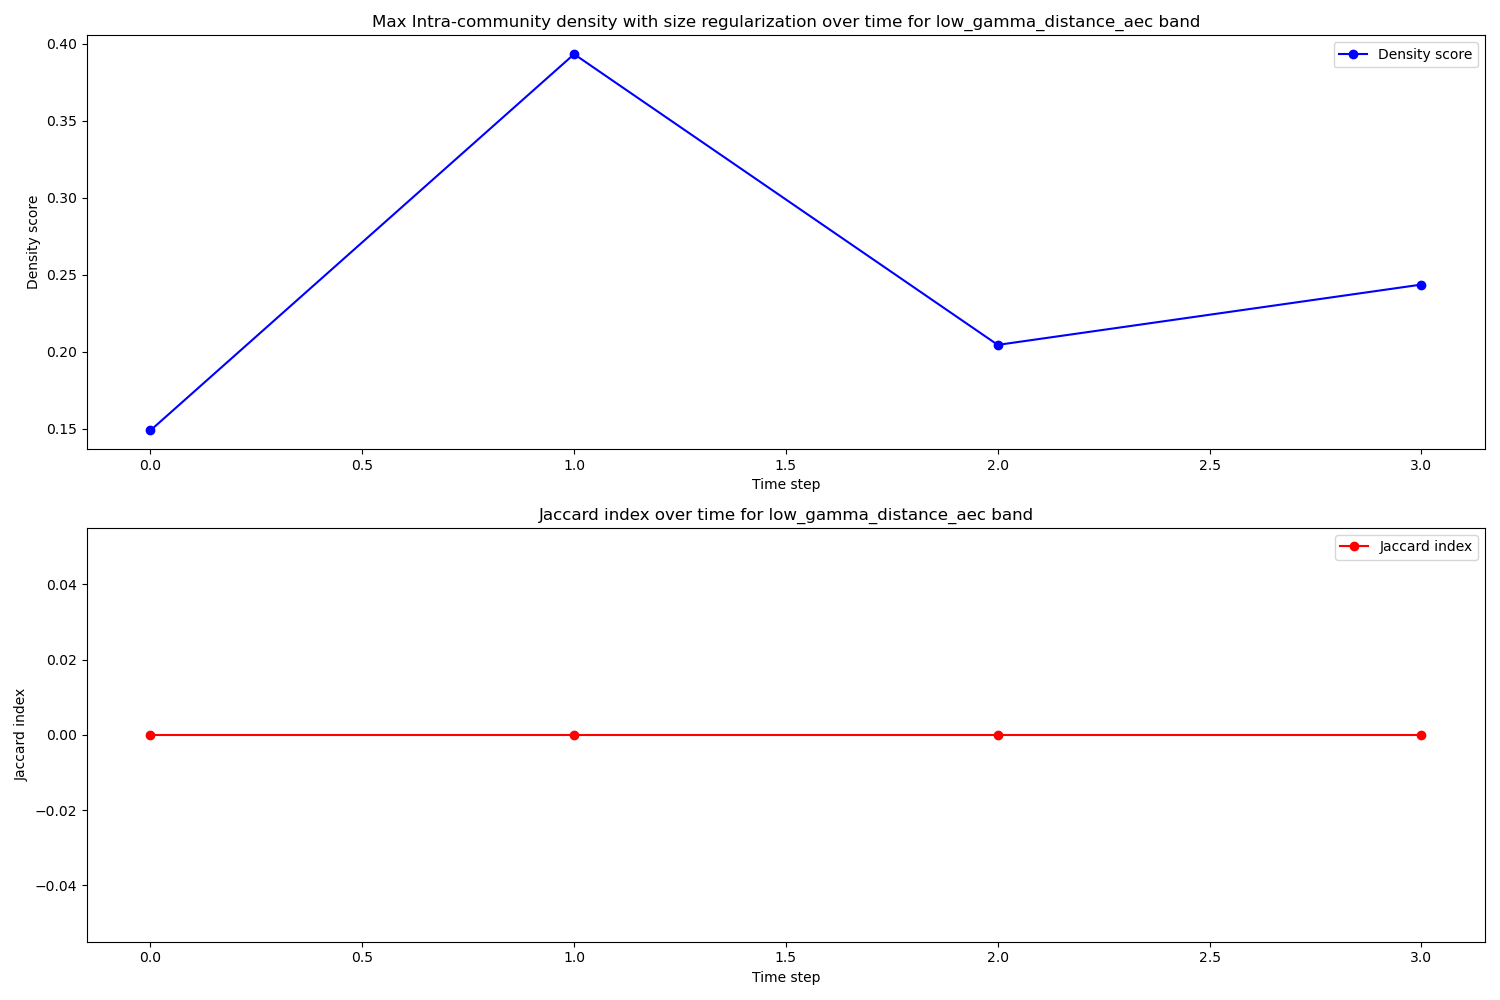 Max Intra-community density with size regularization over time for low_gamma_distance_aec band
Density score
0.40
0.35
0.30
0.25
0.20
0.15
Density score
0.0 0.5 1.0 1.5 2.0 2.5 3.0
Time step
Jaccard index over time for low_gamma_distance_aec band
Jaccard index
0.04
0.02
0.00
−0.02
−0.04
Jaccard index
0.0 0.5 1.0 1.5 2.0 2.5 3.0
Time step